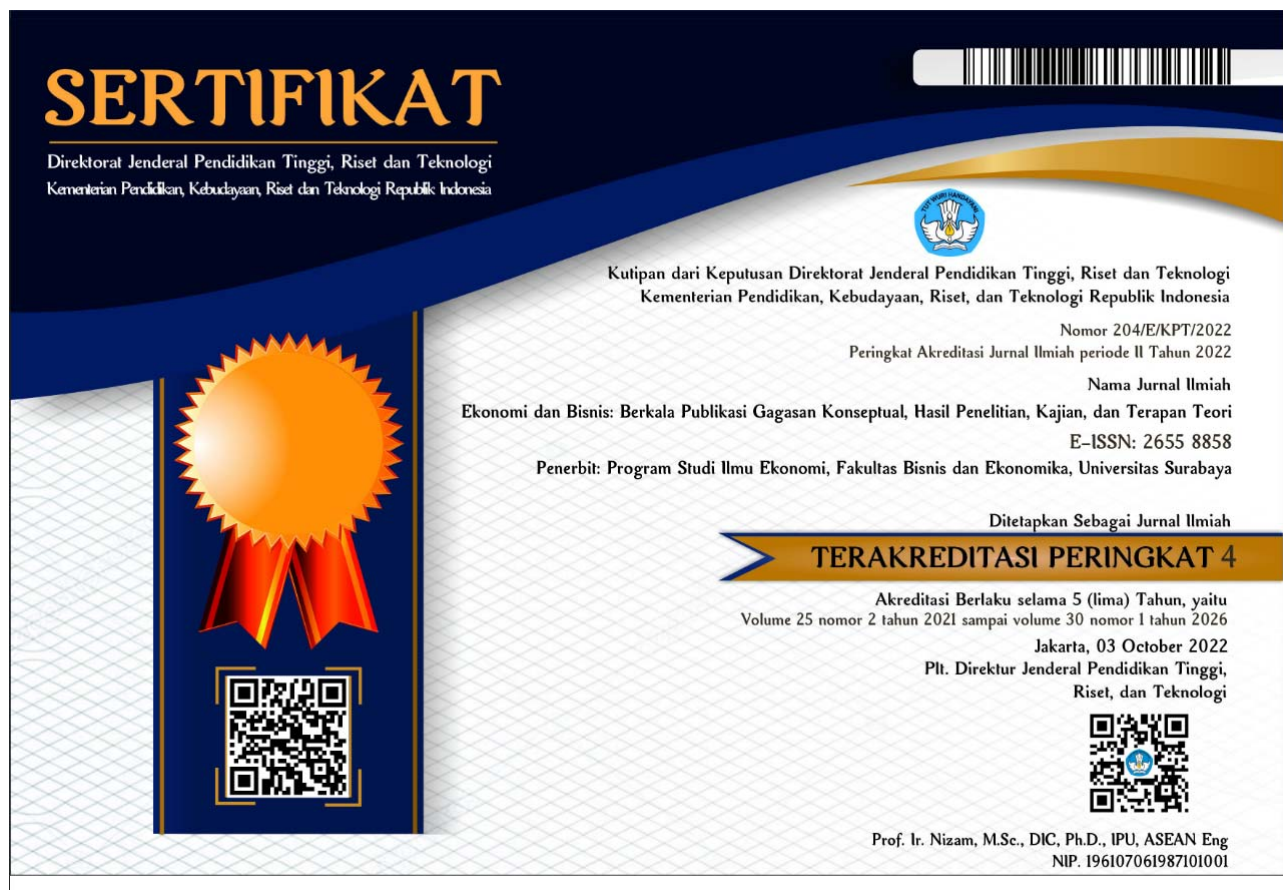 SERTIFIKAT
Direktorat Jenderal Pendidikan Tinggi, Riset dan Teknologi
Kementerian Pendidikan, Kebudayaan, Riset dan Teknologi Republik Indonesia
TUT WURI HANDAYANI
Kutipan dari Keputusan Direktorat Jenderal Pendidikan Tinggi, Riset dan Teknologi
Kementerian Pendidikan, Kebudayaan, Riset, dan Teknologi Republik Indonesia
Nomor 204/E/KPT/2022
Peringkat Akreditasi Jurnal Ilmiah periode II Tahun 2022
Nama Jurnal Ilmiah
Ekonomi dan Bisnis: Berkala Publikasi Gagasan Konseptual, Hasil Penelitian, Kajian, dan Terapan Teori
E-ISSN: 2655 8858
Penerbit: Program Studi Ilmu Ekonomi, Fakultas Bisnis dan Ekonomika, Universitas Surabaya
Ditetapkan Sebagai Jurnal Ilmiah
TERAKREDITASI PERINGKAT 4
Akreditasi Berlaku selama 5 (lima) Tahun, yaitu
Volume 25 nomor 2 tahun 2021 sampai volume 30 nomor 1 tahun 2026
Jakarta, 03 October 2022
Plt. Direktur Jenderal Pendidikan Tinggi,
Riset, dan Teknologi
Prof. Ir. Nizam, M.Sc., DIC, Ph.D., IPU, ASEAN Eng
NIP. 196107061987101001